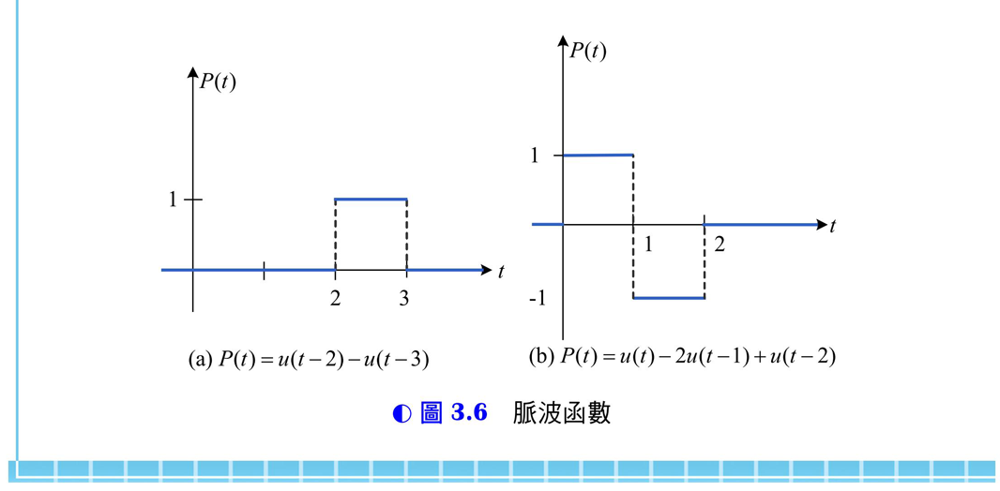 P(t)
1
2
3
t
(a) P(t) = u(t − 2) − u(t − 3)
P(t)
1
1
2
t
-1
(b) P(t) = u(t) − 2u(t − 1) + u(t − 2)
圖 3.6 脈波函數